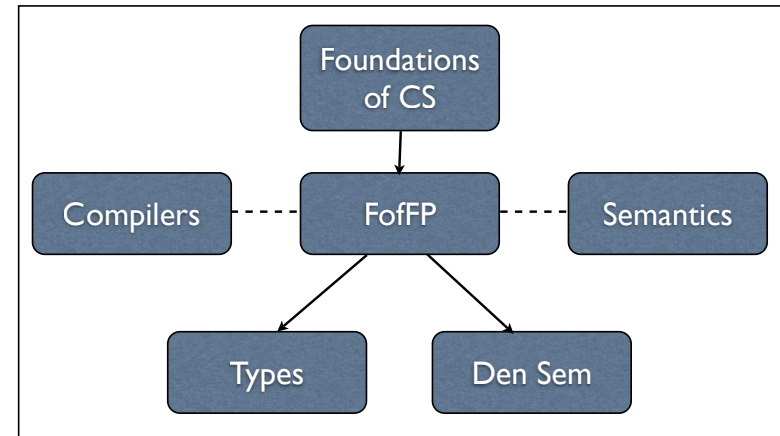 Foundations
of CS
Compilers
FofFP
Semantics
Types
Den Sem